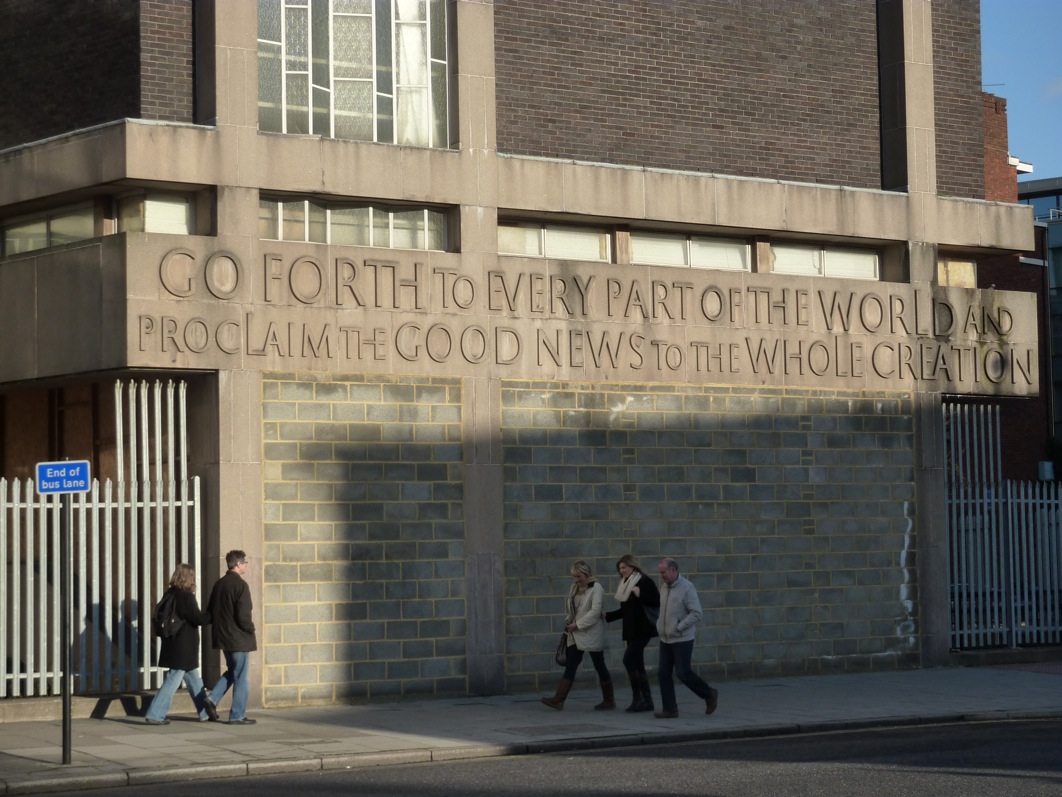 GO FORTH TO EVERY PART OF THE WORLD AND
PROCLAIM THE GOOD NEWS TO THE WHOLE CREATION
End of
bus lane